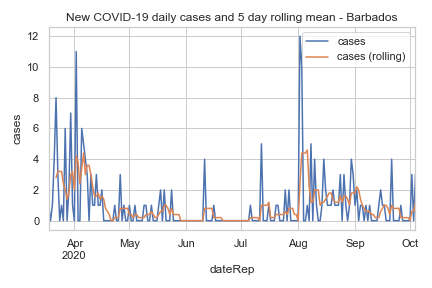 New COVID-19 daily cases and 5 day rolling mean - Barbados
cases
cases (rolling)
12
10
8
6
4
2
0
cases
Apr
2020
May
Jun
Jul
Aug
Sep
Oct
dateRep